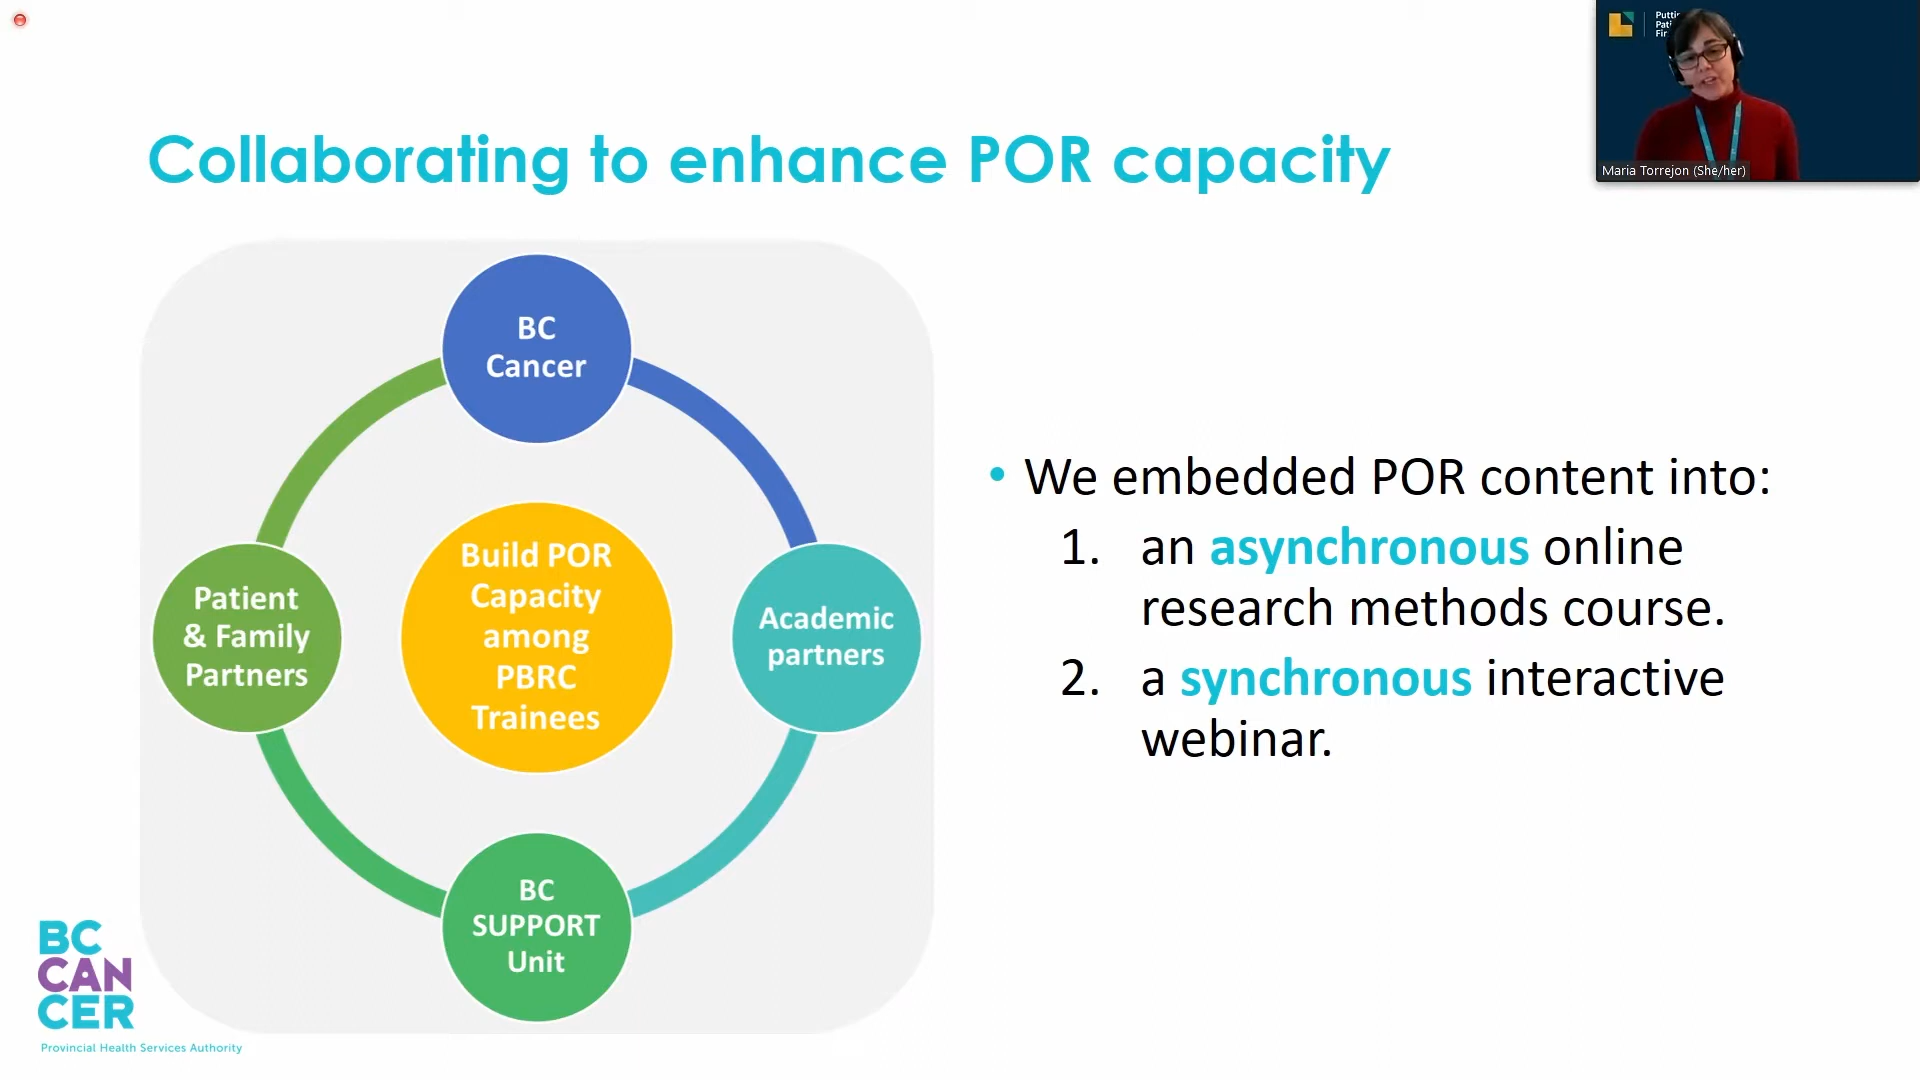 Collaborating to enhance POR capacity
Maria Torrejon (She/her)
BC
Cancer
Patient
& Family
Partners
Build POR
Capacity
among
PBRC
Trainees
Academic
partners
BC
SUPPORT
Unit
• We embedded POR content into:
1. an asynchronous online
research methods course.
2. a synchronous interactive
webinar.
BC
CAN
CER
Provincial Health Services Authority